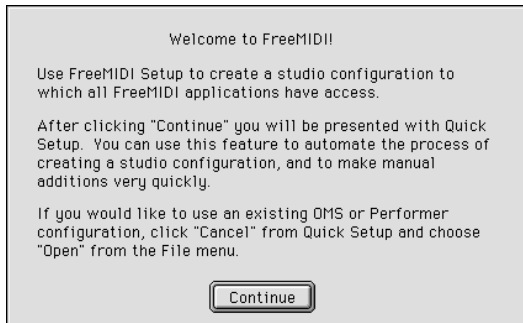 Welcome to FreeMIDI!
Use FreeMIDI Setup to create a studio configuration to
which all FreeMIDI applications have access.
After clicking "Continue" you will be presented with Quick
Setup. You can use this feature to automate the process of
creating a studio configuration, and to make manual
additions very quickly.
If you would like to use an existing OMS or Performer
configuration, click "Cancel" from Quick Setup and choose
"Open" from the File menu.
Continue